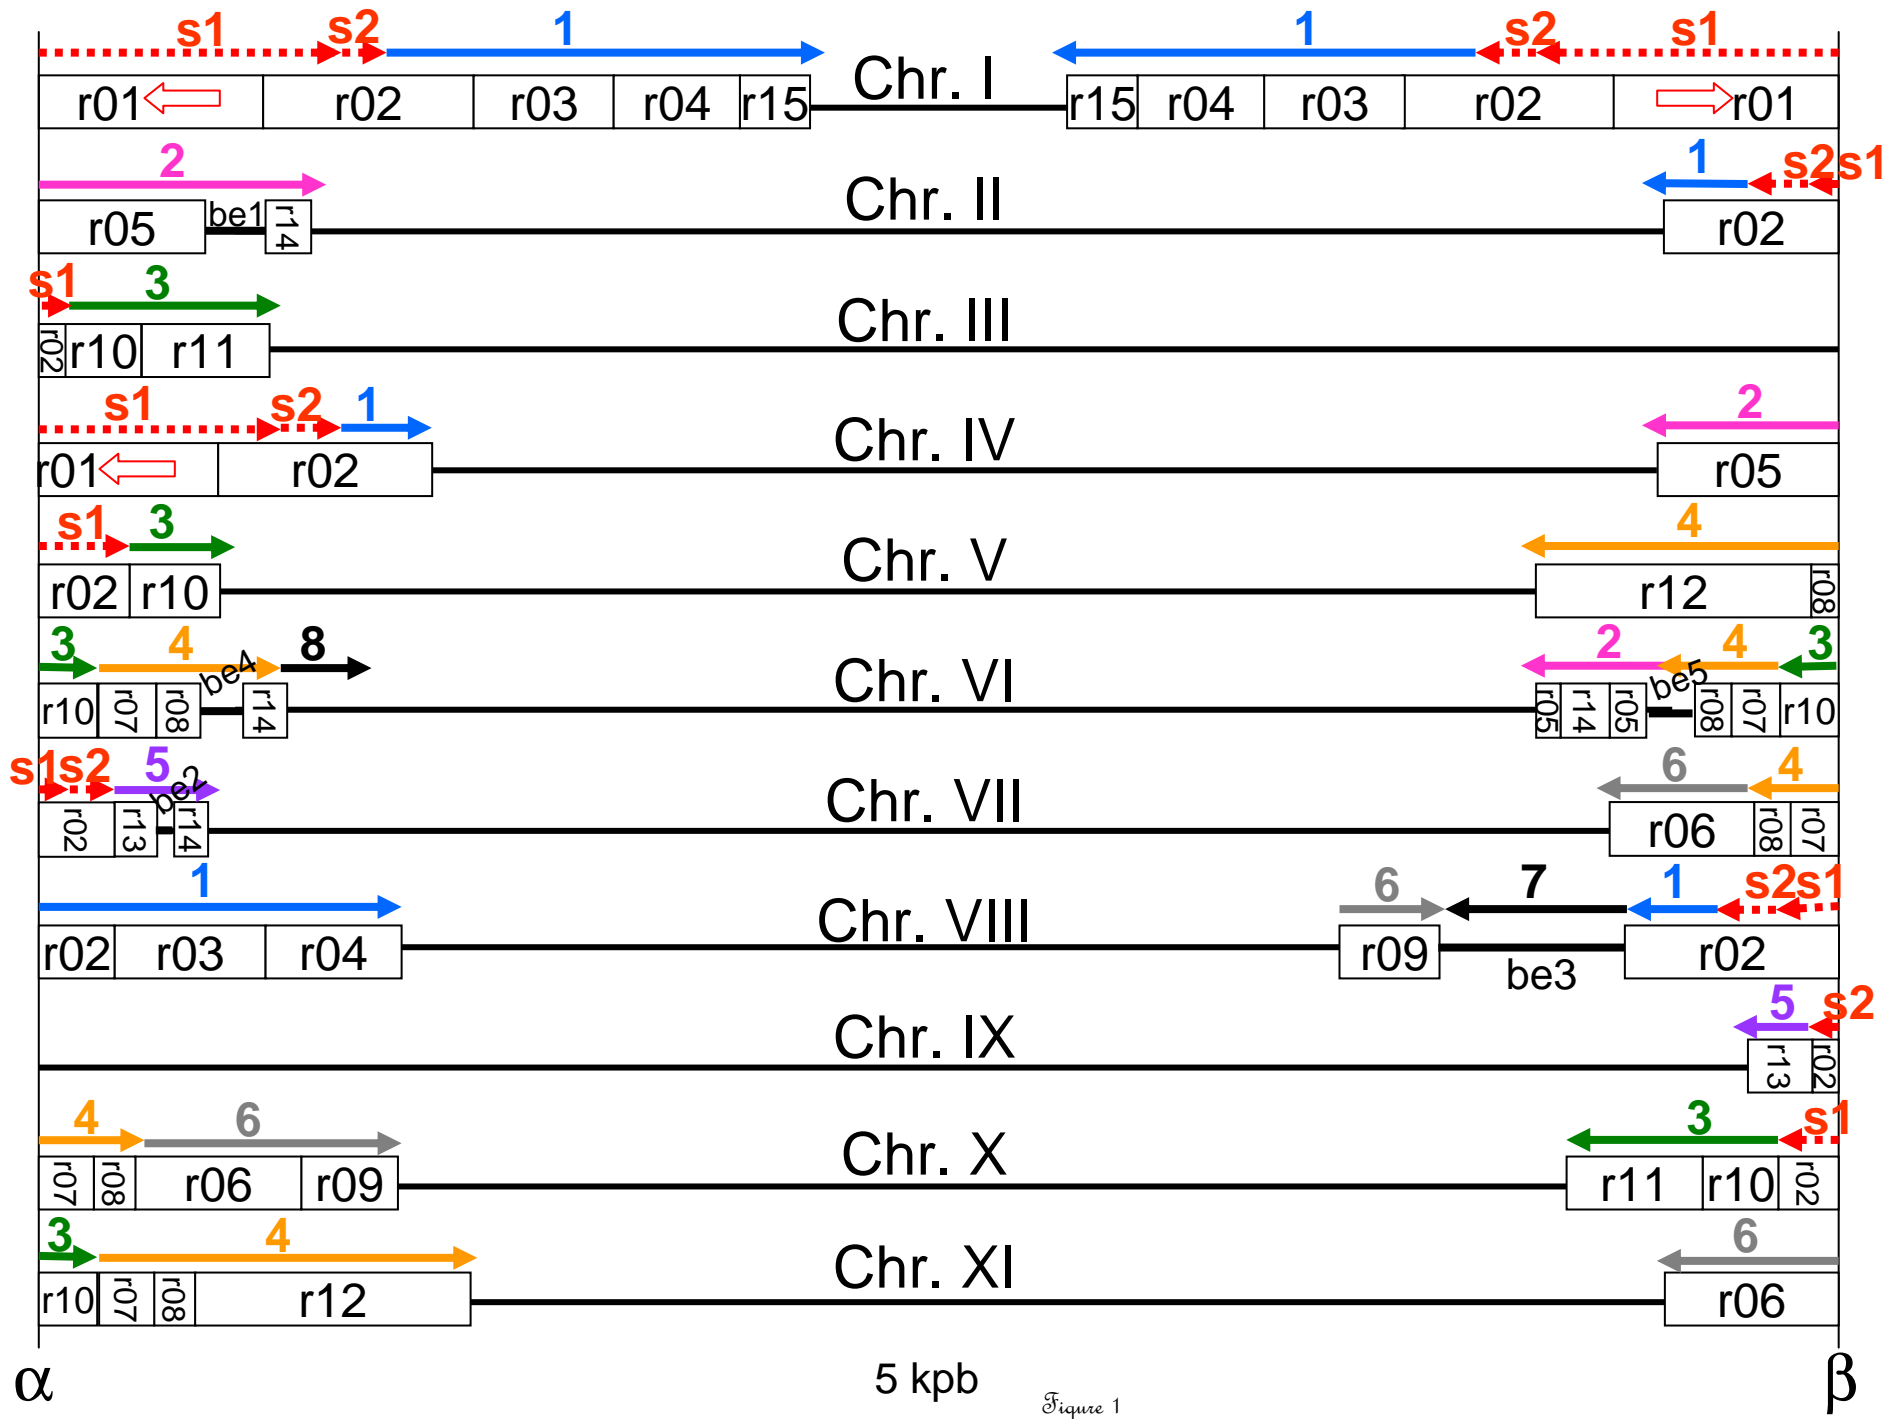 s1 s2 1 1 s2 s1
r01 r02 r03 r04 r15 Chr. I r15 r04 r03 r02 r01
2 1 s2 s1
r05 be1 r14 Chr. II r02
s1 3
r02 r10 r11 Chr. III
s1 s2 1 2
r01 r02 Chr. IV r05
s1 3 4
r02 r10 Chr. V r12 r08
3 4 8 2 4 3
r10 r07 r08 be4 r14 Chr. VI r05 r14 r05 be5 r08 r07 r10
s1 s2 5 6 4
r02 r13 be2 r14 Chr. VII r06 r08 r07
1 6 7 1 s2 s1
r02 r03 r04 Chr. VIII r09 be3 r02
5 s2
Chr. IX r13 r02
4 6 3 s1
r07 r08 r06 r09 Chr. X r11 r10 r02
3 4 6
r10 r07 r08 r12 Chr. XI r06
α 5 kpb β
Figure 1